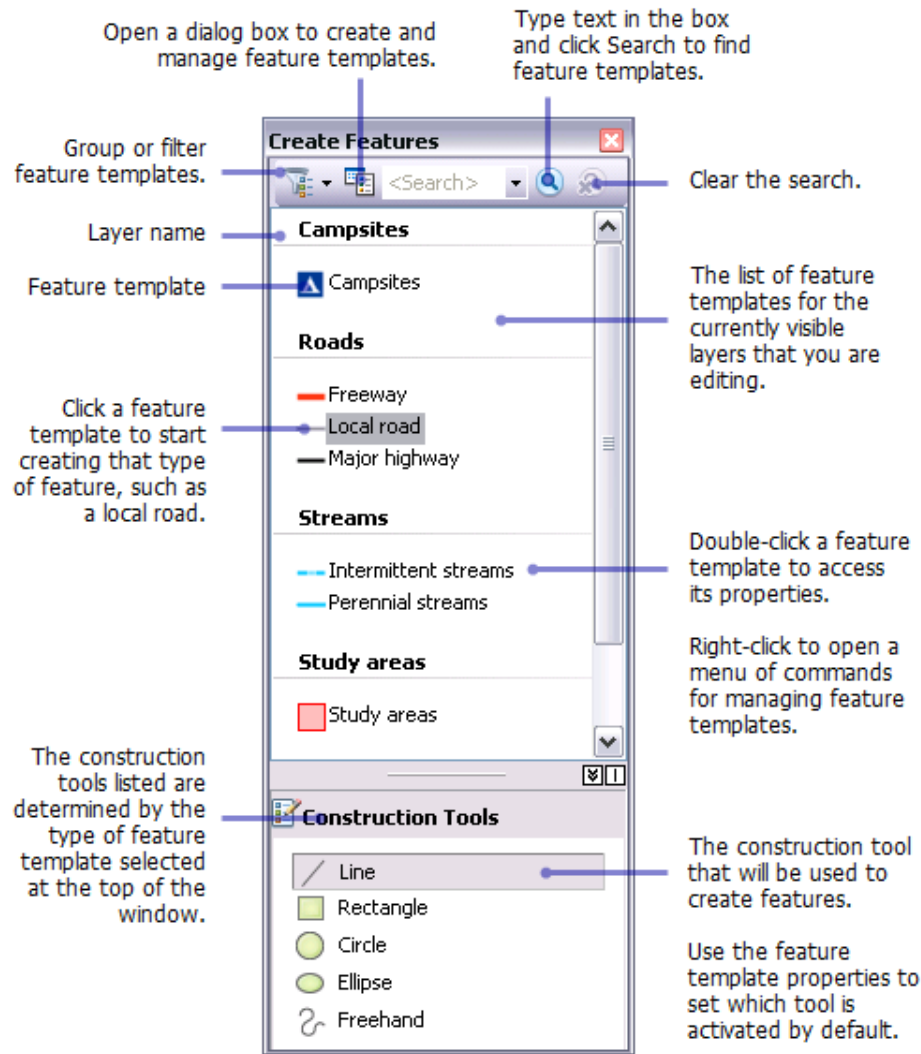 Open a dialog box to create and
manage feature templates.
Type text in the box
and click Search to find
feature templates.
Group or filter
feature templates.
Layer name
Feature template
Click a feature
template to start
creating that type
of feature, such as
a local road.
The construction
tools listed are
determined by the
type of feature
template selected
at the top of the
window.
Create Features
<Search>
Campsites
Campsites
Roads
Freeway
Local road
Major highway
Streams
Intermittent streams
Perennial streams
Study areas
Study areas
Construction Tools
Line
Rectangle
Circle
Ellipse
Freehand
Clear the search.
The list of feature
templates for the
currently visible
layers that you are
editing.
Double-click a feature
template to access
its properties.
Right-click to open a
menu of commands
for managing feature
templates.
The construction tool
that will be used to
create features.
Use the feature
template properties to
set which tool is
activated by default.